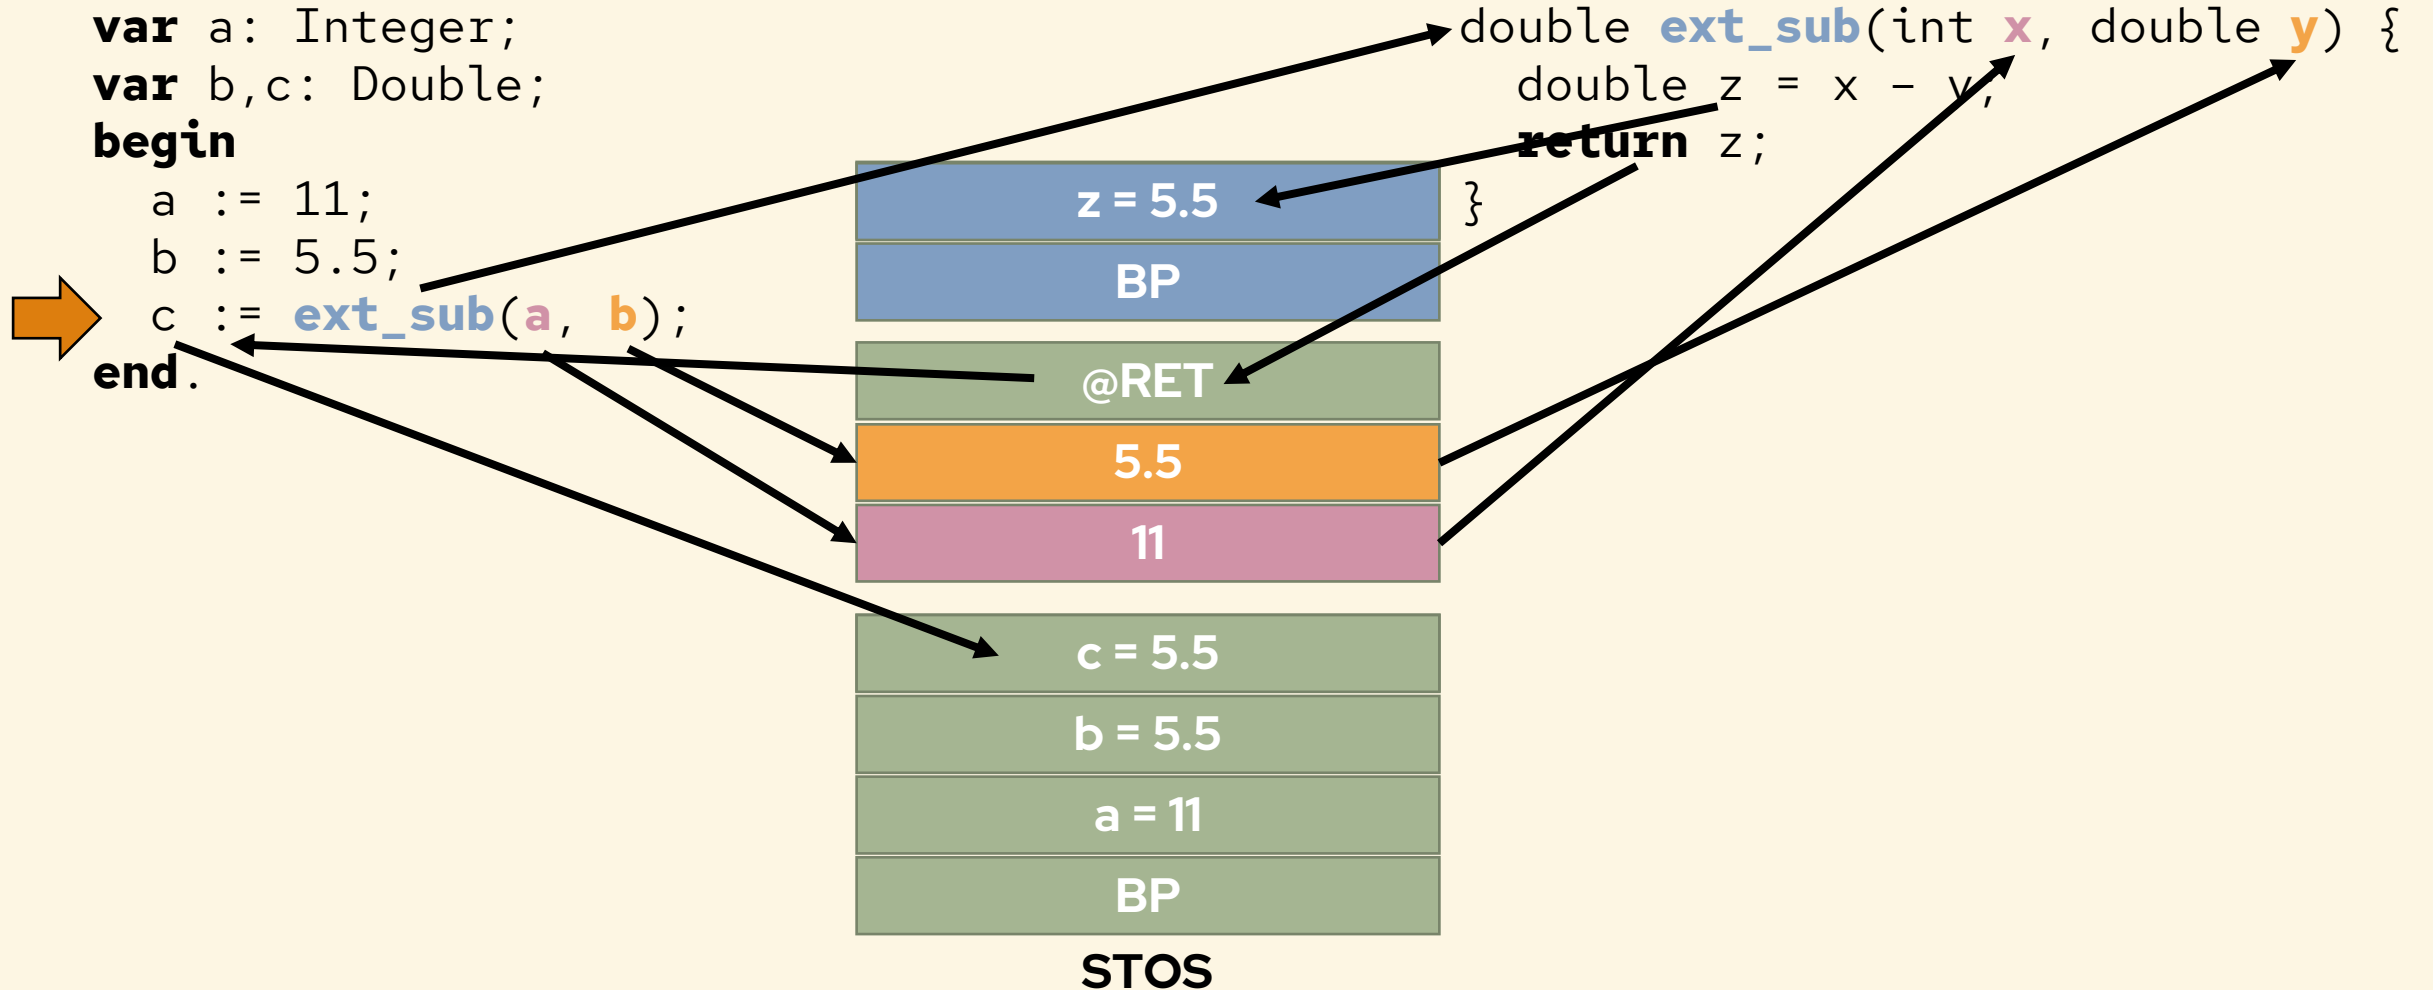 var a: Integer;
var b,c: Double;
begin
  a := 11;
  b := 5.5;
  c := ext_sub(a, b);
end.
double ext_sub(int x, double y) {
  double z = x - y;
  return z;
}
z = 5.5
BP
@RET
5.5
11
c = 5.5
b = 5.5
a = 11
BP
STOS